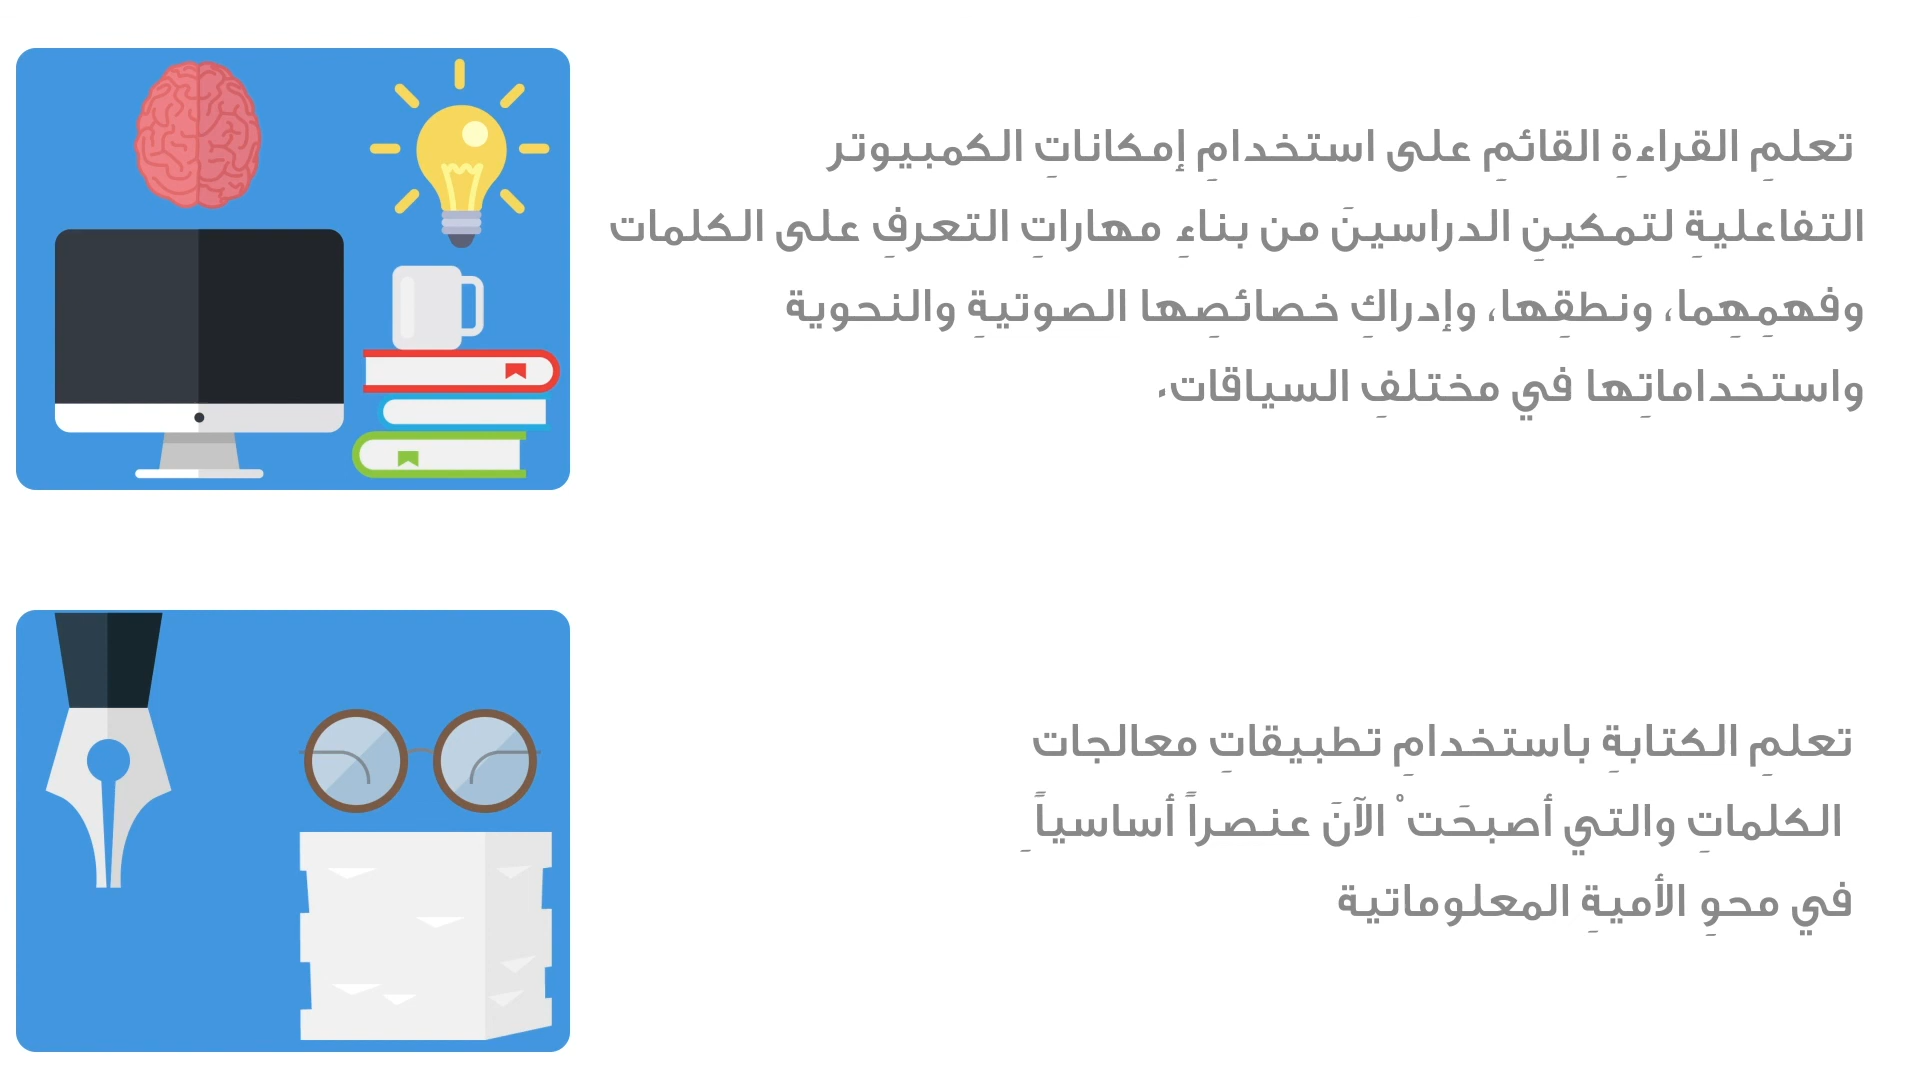 تعلمِ القراءةِ القائمِ على استخدامِ إمكاناتِ الكمبيوتر
التفاعليةِ لتمكينِ الدراسينَ من بناءِ مهاراتِ التعرفِ على الكلمات
وفهمِهِما، ونطقِها، وإدراكِ خصائصِها الصوتيةِ والنحوية
واستخداماتِها في مختلفِ السياقات.
تعلمِ الكتابةِ باستخدامِ تطبيقاتِ معالجات
الكلماتِ والتي أصبحَت ْ الآنَ عنصراً أساسياً ِ
في محوِ الأميةِ المعلوماتية